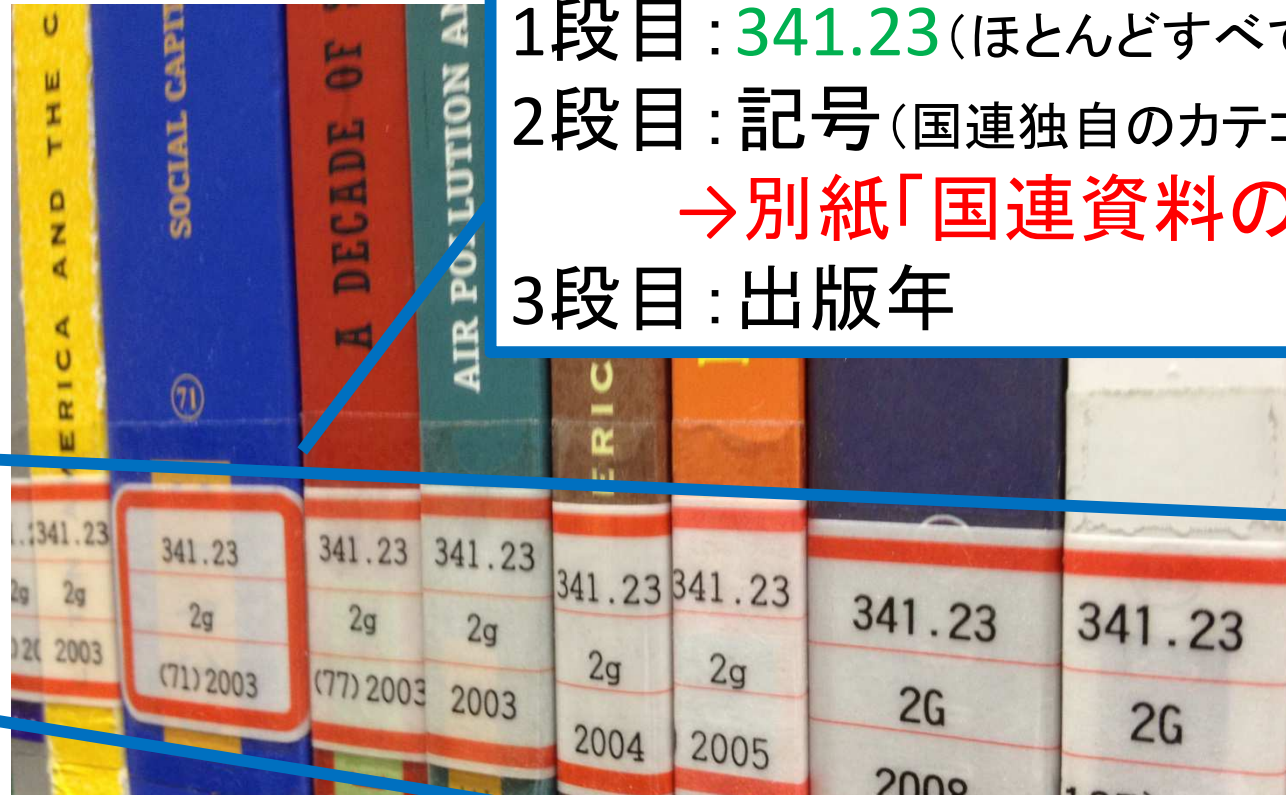 1段目：341.23（ほとんどすべて
2段目：記号（国連独自のカテ
→別紙「国連資料の
3段目：出版年
ERICA AND THE C
SOCIAL CAPIT
71
A DECADE OF
AIR POLLUTION AN
ERIC
341.23
2g
2003
341.23
2g
(71)2003
341.23
2g
(77)2003
341.23
2g
2003
341.23
2g
2004
341.23
2g
2005
341.23
2G
2008
341.23
2G